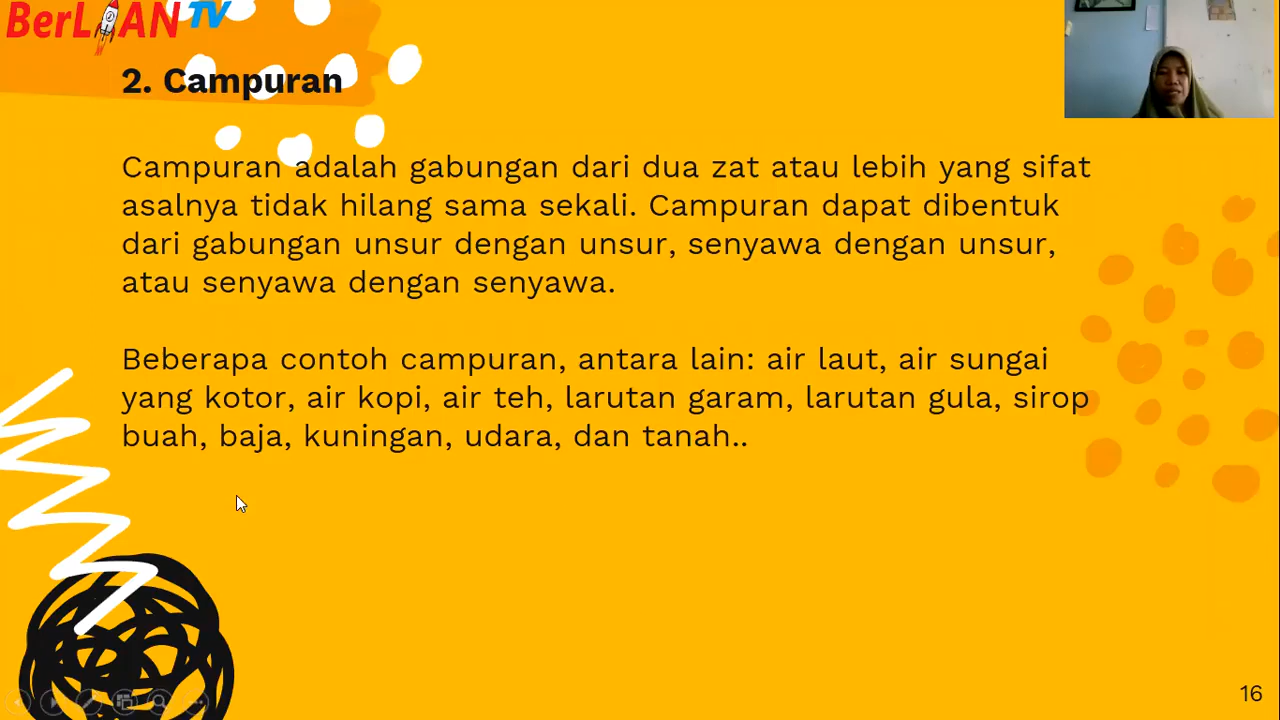 BerLIAN TV
2. Campuran
Campuran adalah gabungan dari dua zat atau lebih yang sifat
asalnya tidak hilang sama sekali. Campuran dapat dibentuk
dari gabungan unsur dengan unsur, senyawa dengan unsur,
atau senyawa dengan senyawa.
Beberapa contoh campuran, antara lain: air laut, air sungai
yang kotor, air kopi, air teh, larutan garam, larutan gula, sirop
buah, baja, kuningan, udara, dan tanah..
16